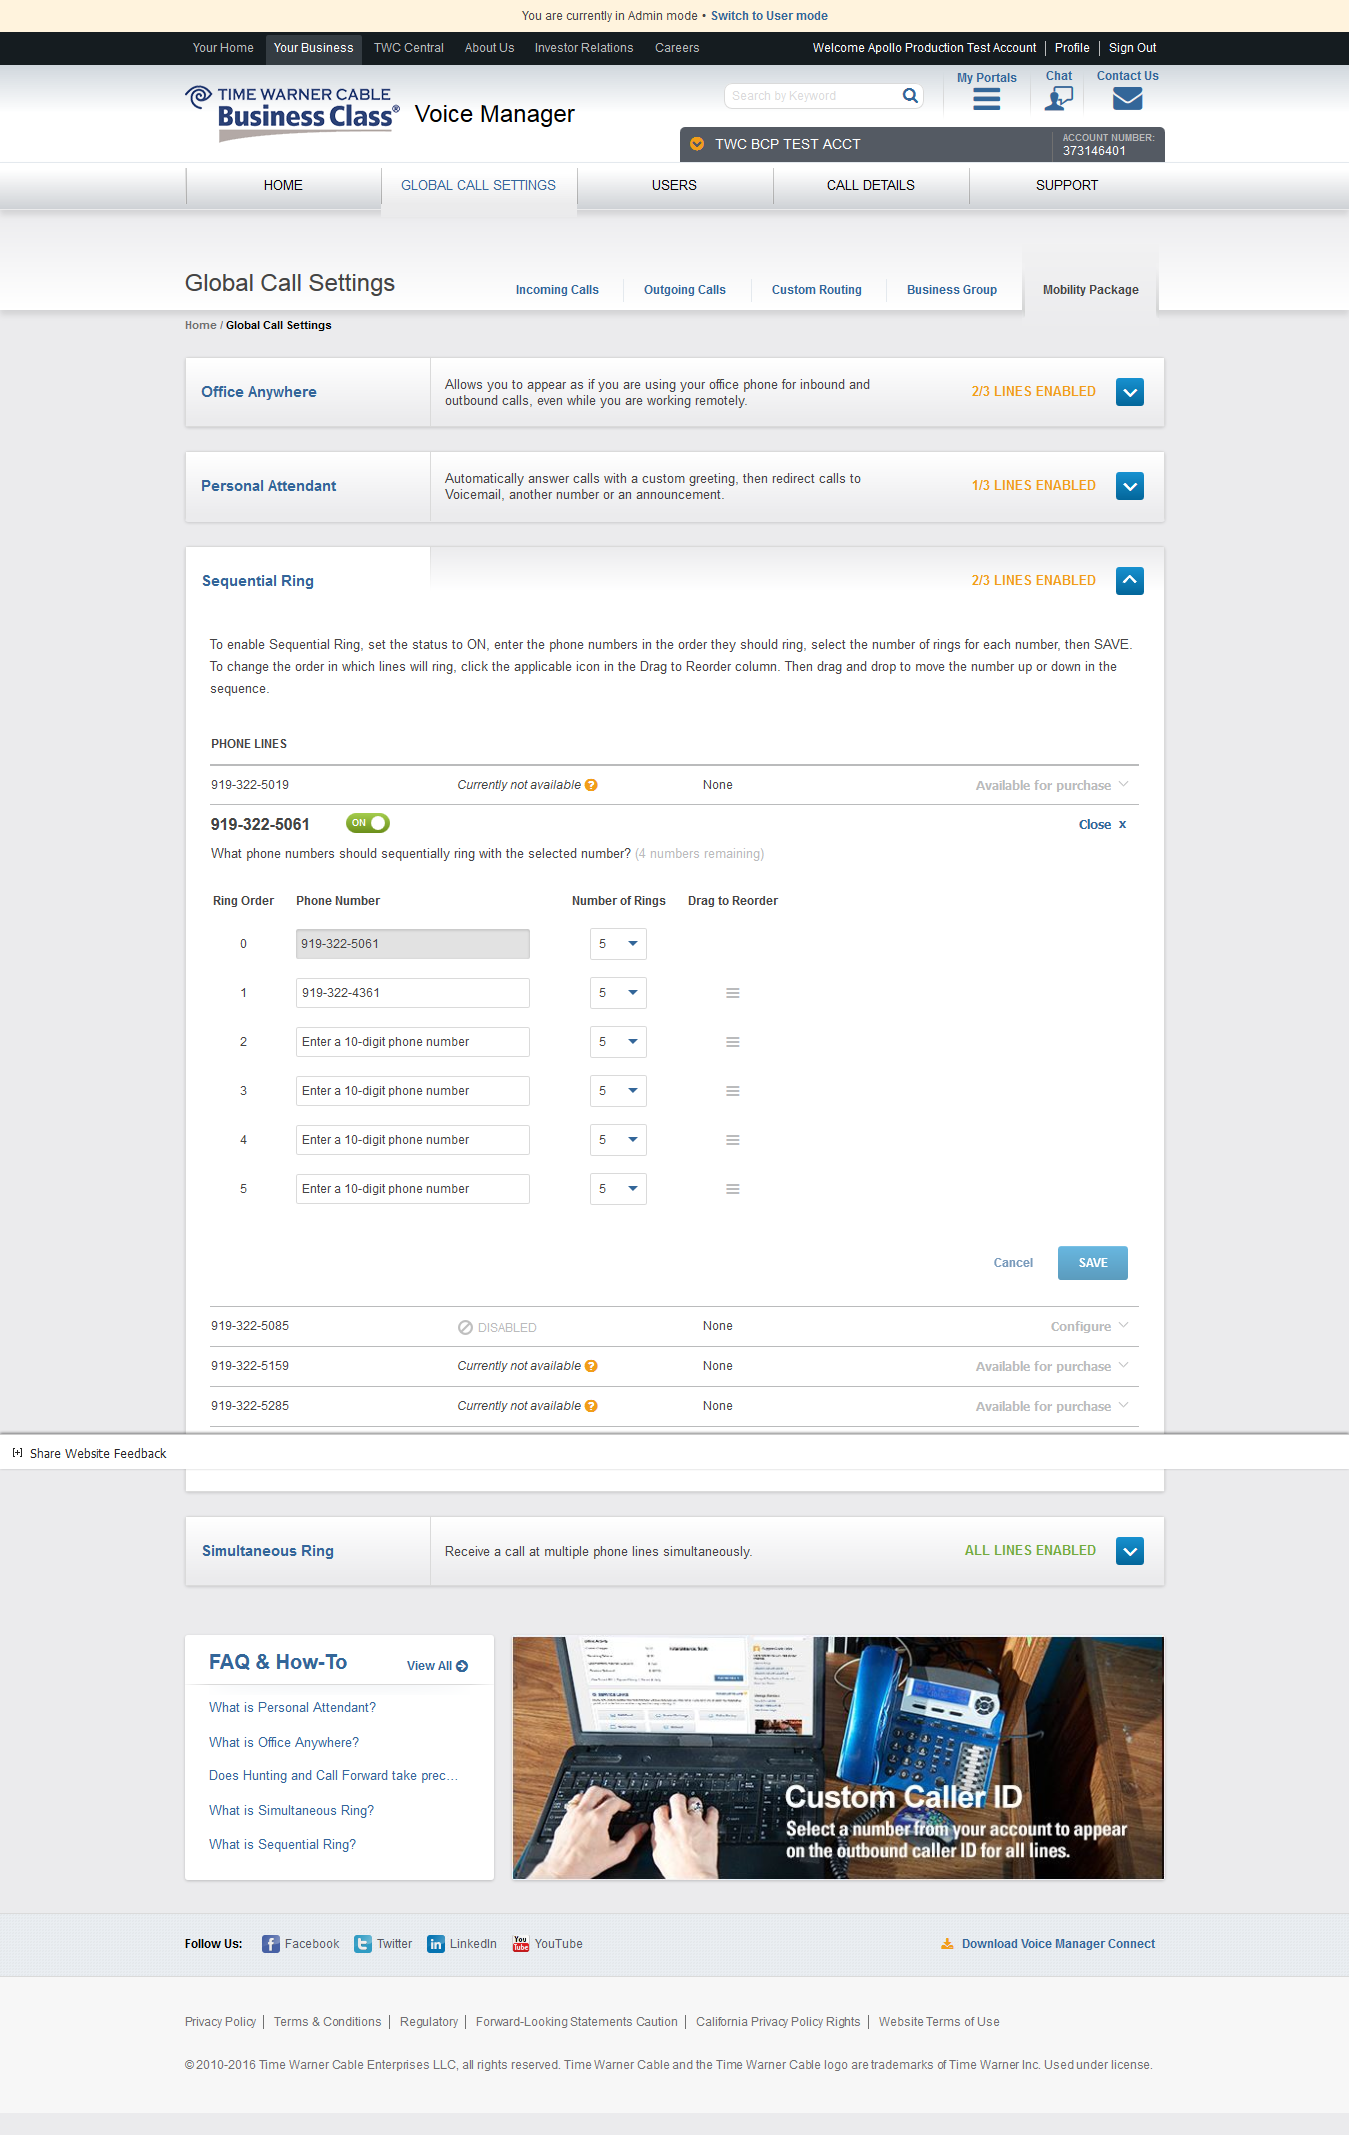 You are currently in Admin mode • Switch to User mode
Your Home Your Business TWC Central About Us Investor Relations Careers Welcome Apollo Production Test Account Profile Sign Out
TIME WARNER CABLE
Business Class®
Voice Manager
Search by Keyword
My Portals Chat Contact Us
TWC BCP TEST ACCT
ACCOUNT NUMBER:
373146401
HOME GLOBAL CALL SETTINGS USERS CALL DETAILS SUPPORT
Global Call Settings
Incoming Calls Outgoing Calls Custom Routing Business Group Mobility Package
Home / Global Call Settings
Office Anywhere
Allows you to appear as if you are using your office phone for inbound and
outbound calls, even while you are working remotely.
2/3 LINES ENABLED
Personal Attendant
Automatically answer calls with a custom greeting, then redirect calls to
Voicemail, another number or an announcement.
1/3 LINES ENABLED
Sequential Ring
2/3 LINES ENABLED
To enable Sequential Ring, set the status to ON, enter the phone numbers in the order they should ring, select the number of rings for each number, then SAVE.
To change the order in which lines will ring, click the applicable icon in the Drag to Reorder column. Then drag and drop to move the number up or down in the
sequence.
PHONE LINES
919-322-5019 Currently not available ? None Available for purchase
919-322-5061 ON Close x
What phone numbers should sequentially ring with the selected number? (4 numbers remaining)
Ring Order Phone Number Number of Rings Drag to Reorder
0 919-322-5061 5
1 919-322-4361 5
2 Enter a 10-digit phone number 5
3 Enter a 10-digit phone number 5
4 Enter a 10-digit phone number 5
5 Enter a 10-digit phone number 5
Cancel SAVE
919-322-5085 DISABLED None Configure
919-322-5159 Currently not available ? None Available for purchase
919-322-5285 Currently not available ? None Available for purchase
[+] Share Website Feedback
Simultaneous Ring
Receive a call at multiple phone lines simultaneously.
ALL LINES ENABLED
FAQ & How-To View All
What is Personal Attendant?
What is Office Anywhere?
Does Hunting and Call Forward take prec...
What is Simultaneous Ring?
What is Sequential Ring?
Custom Caller ID
Select a number from your account to appear
on the outbound caller ID for all lines.
Follow Us: Facebook Twitter LinkedIn YouTube Download Voice Manager Connect
Privacy Policy Terms & Conditions Regulatory Forward-Looking Statements Caution California Privacy Policy Rights Website Terms of Use
© 2010-2016 Time Warner Cable Enterprises LLC, all rights reserved. Time Warner Cable and the Time Warner Cable logo are trademarks of Time Warner Inc. Used under license.